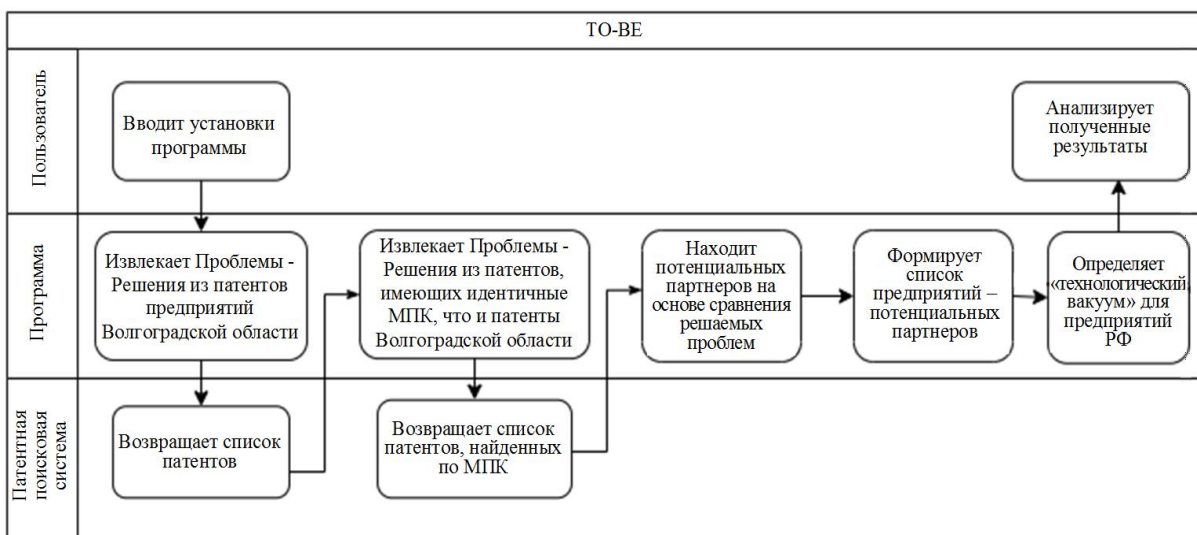 TO-BE
Пользователь
Вводит установки
программы
Анализирует
полученные
результаты
Программа
Извлекает Проблемы -
Решения из патентов
предприятий
Волгоградской области
Извлекает Проблемы -
Решения из патентов,
имеющих идентичные
МПК, что и патенты
Волгоградской области
Находит
потенциальных
партнеров на
основе сравнения
решаемых
проблем
Формирует
список
предприятий –
потенциальных
партнеров
Определяет
«технологический
вакуум» для
предприятий
РФ
Патентная
поисковая
система
Возвращает список
патентов
Возвращает список
патентов, найденных
по МПК